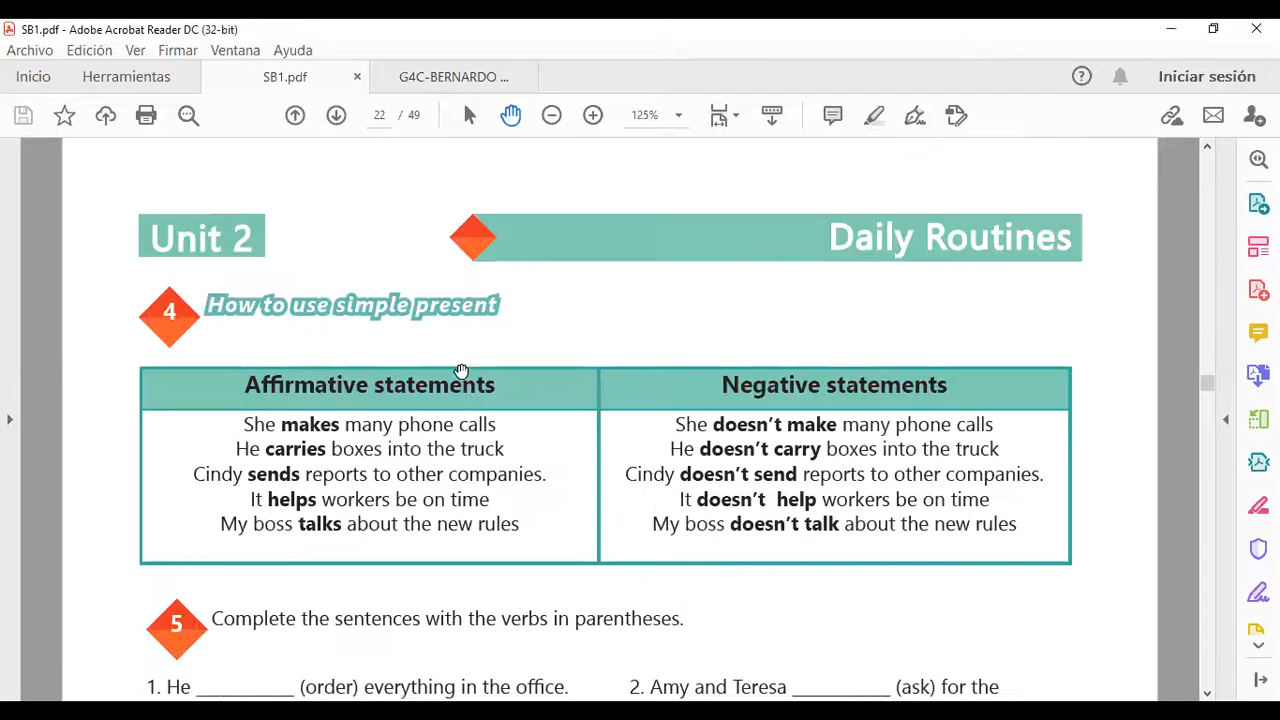 SB1.pdf - Adobe Acrobat Reader DC (32-bit)
Archivo Edición Ver Firmar Ventana Ayuda
Inicio Herramientas SB1.pdf × G4C-BERNARDO ... Iniciar sesión
22 / 49 125%
Unit 2 Daily Routines
4 How to use simple present
Affirmative statements
She makes many phone calls
He carries boxes into the truck
Cindy sends reports to other companies.
It helps workers be on time
My boss talks about the new rules
Negative statements
She doesn't make many phone calls
He doesn't carry boxes into the truck
Cindy doesn't send reports to other companies.
It doesn't  help workers be on time
My boss doesn't talk about the new rules
5 Complete the sentences with the verbs in parentheses.
1. He __________ (order) everything in the office.
2. Amy and Teresa __________ (ask) for the